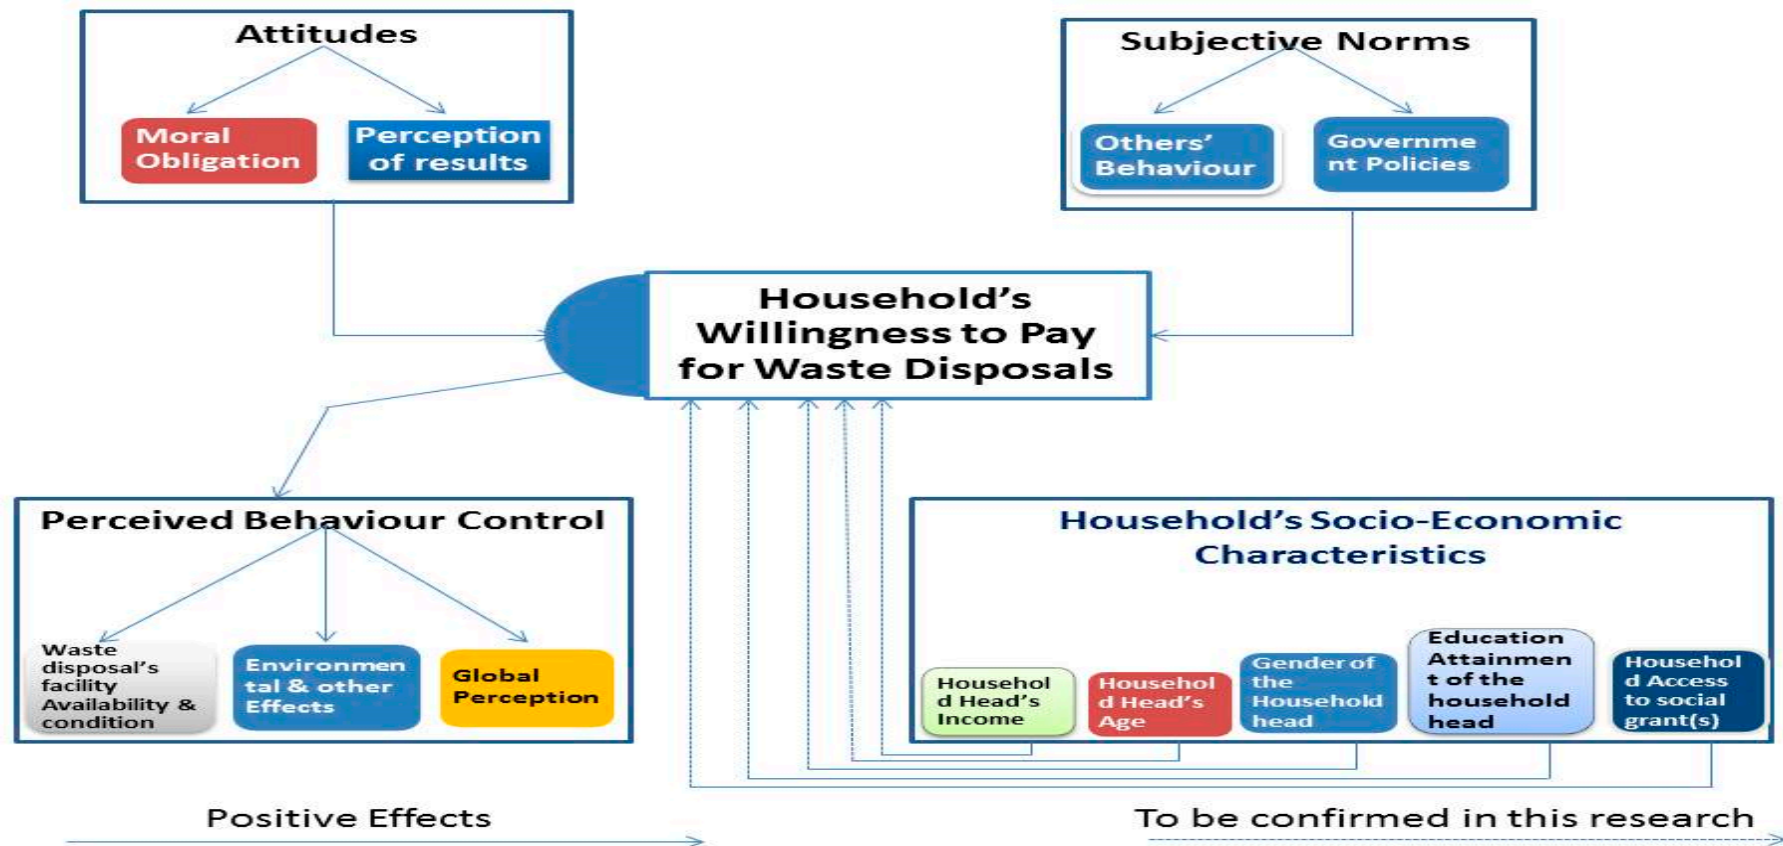 Attitudes
Moral
Obligation
Perception
of results
Subjective Norms
Others’
Behaviour
Governme
nt Policies
Household’s
Willingness to Pay
for Waste Disposals
Perceived Behaviour Control
Waste
disposal’s
facility
Availability &
condition
Environmen
tal & other
Effects
Global
Perception
Household’s Socio-Economic
Characteristics
Househol
d Head’s
Income
Househol
d Head’s
Age
Gender of
the
Household
head
Education
Attainmen
t of the
household
head
Househol
d Access
to social
grant(s)
Positive Effects
To be confirmed in this research